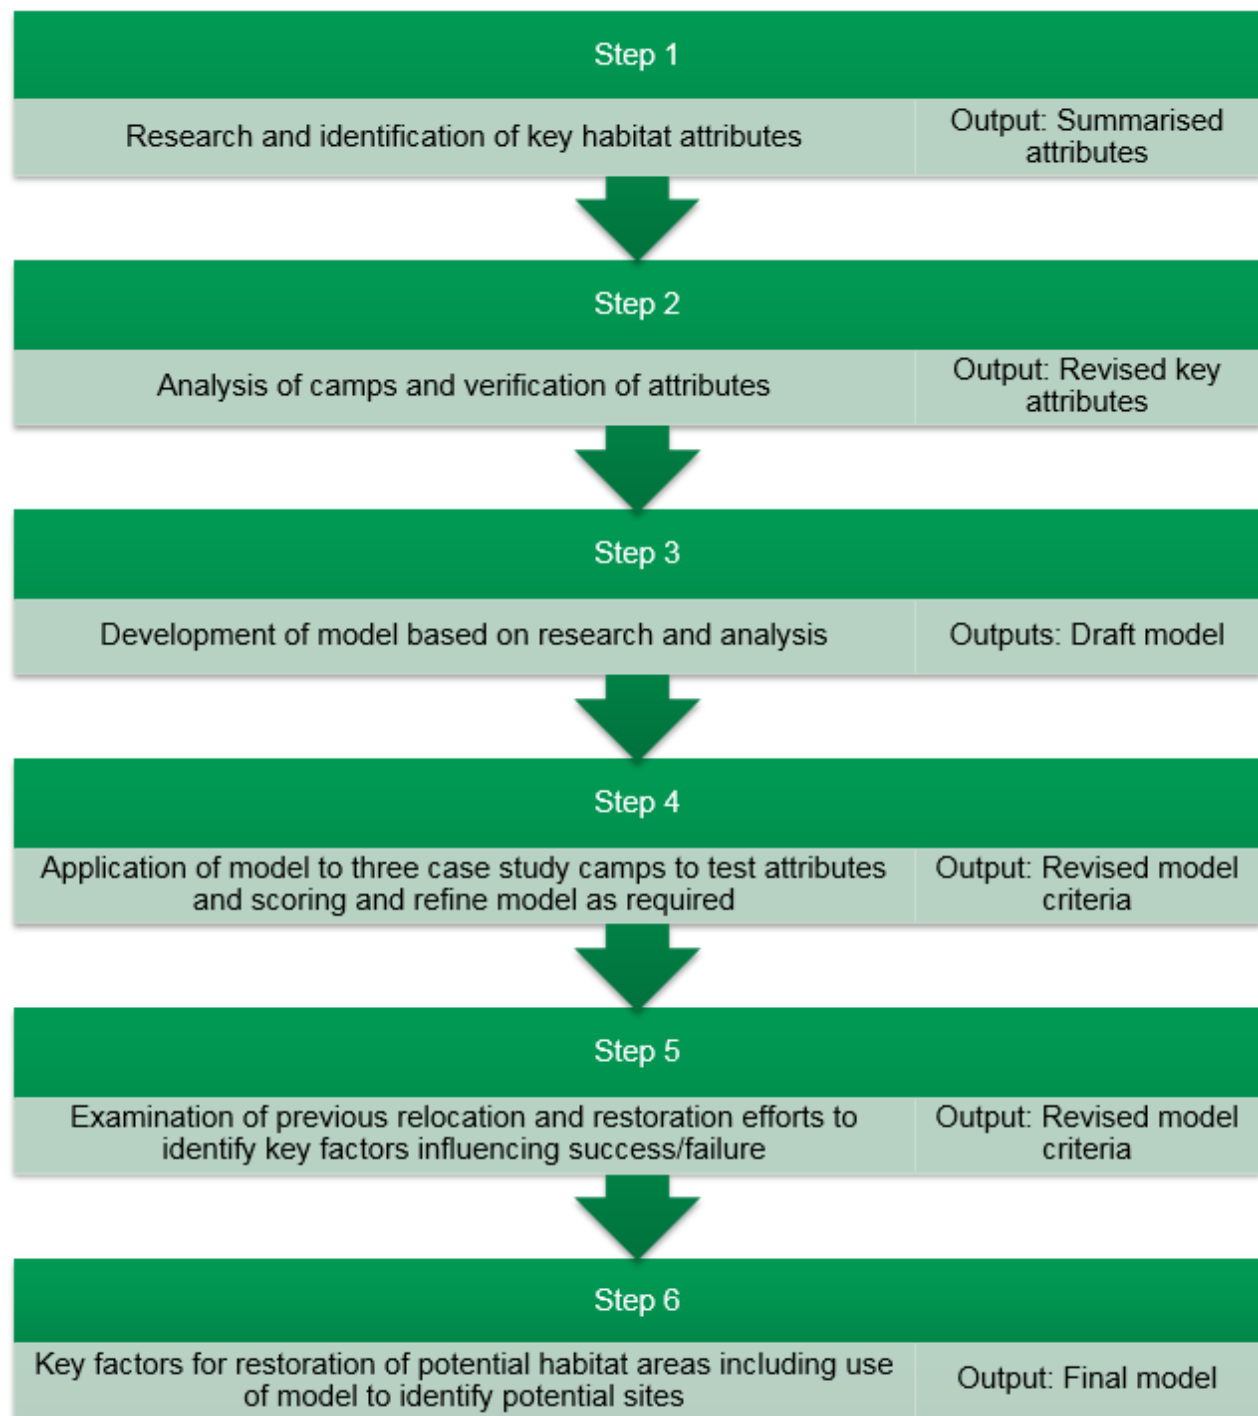 Step 1
Research and identification of key habitat attributes
Output: Summarised
attributes
Step 2
Analysis of camps and verification of attributes
Output: Revised key
attributes
Step 3
Development of model based on research and analysis
Outputs: Draft model
Step 4
Application of model to three case study camps to test attributes
and scoring and refine model as required
Output: Revised model
criteria
Step 5
Examination of previous relocation and restoration efforts to
identify key factors influencing success/failure
Output: Revised model
criteria
Step 6
Key factors for restoration of potential habitat areas including use
of model to identify potential sites
Output: Final model